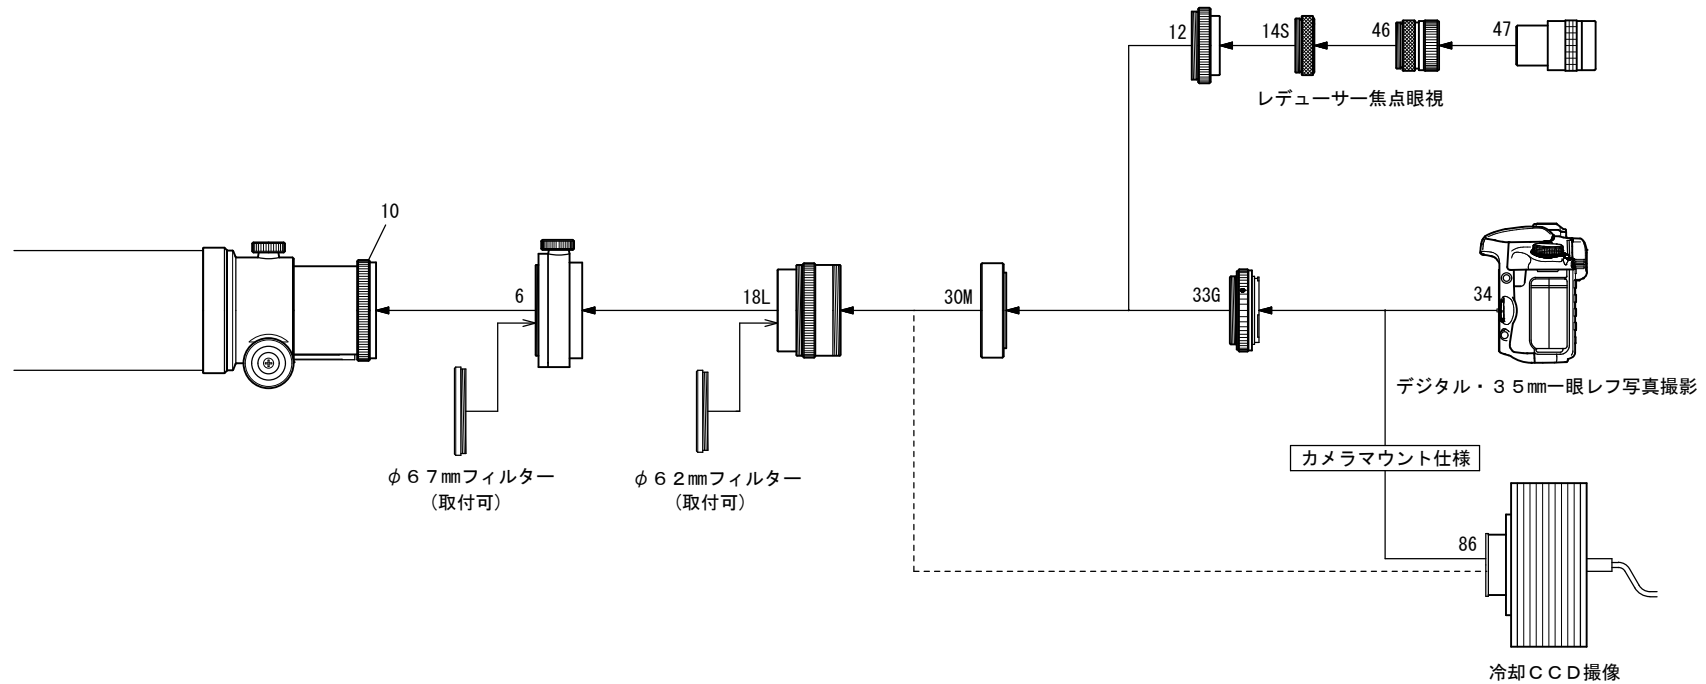 12
14S
46
47
レデューサー焦点眼視
10
6
18L
30M
33G
34
デジタル・３５㎜一眼レフ写真撮影
φ６７㎜フィルター
(取付可)
φ６２㎜フィルター
(取付可)
カメラマウント仕様
86
冷却ＣＣＤ撮像